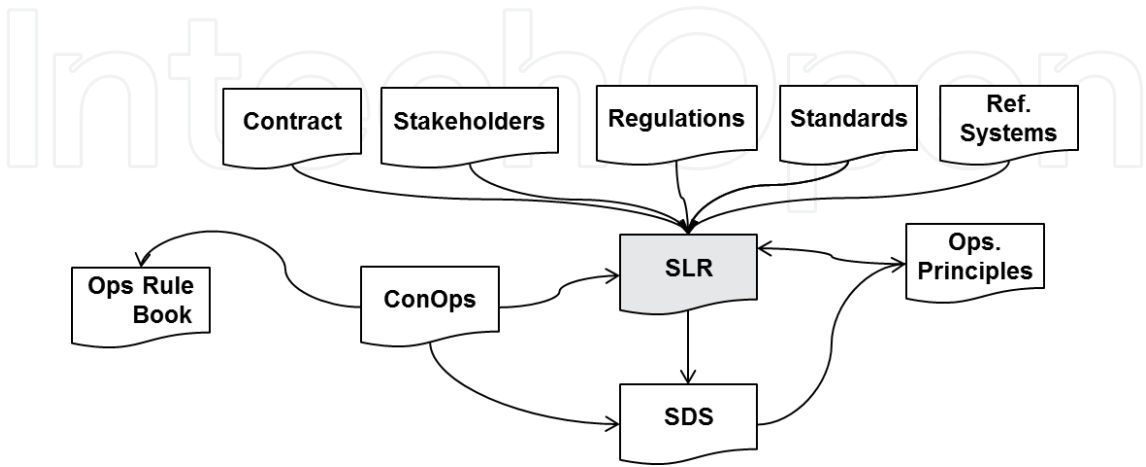 IntechOpen
Contract
Stakeholders
Regulations
Standards
Ref.
Systems
SLR
Ops.
Principles
Ops Rule
Book
ConOps
SDS